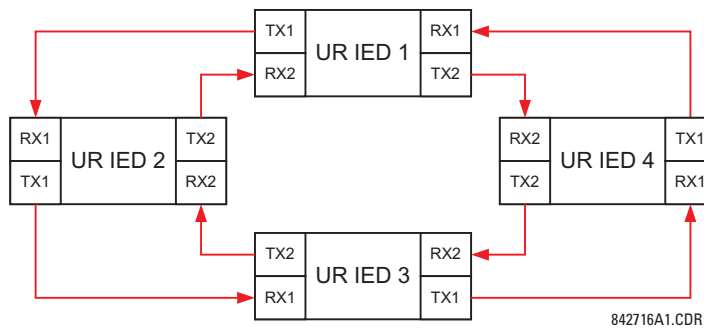 TX1 UR IED 1 RX1
RX2 TX2
RX1 UR IED 2 TX2
TX1 RX2
RX2 UR IED 4 TX1
TX2 RX1
TX2 UR IED 3 RX2
RX1 TX1
842716A1.CDR